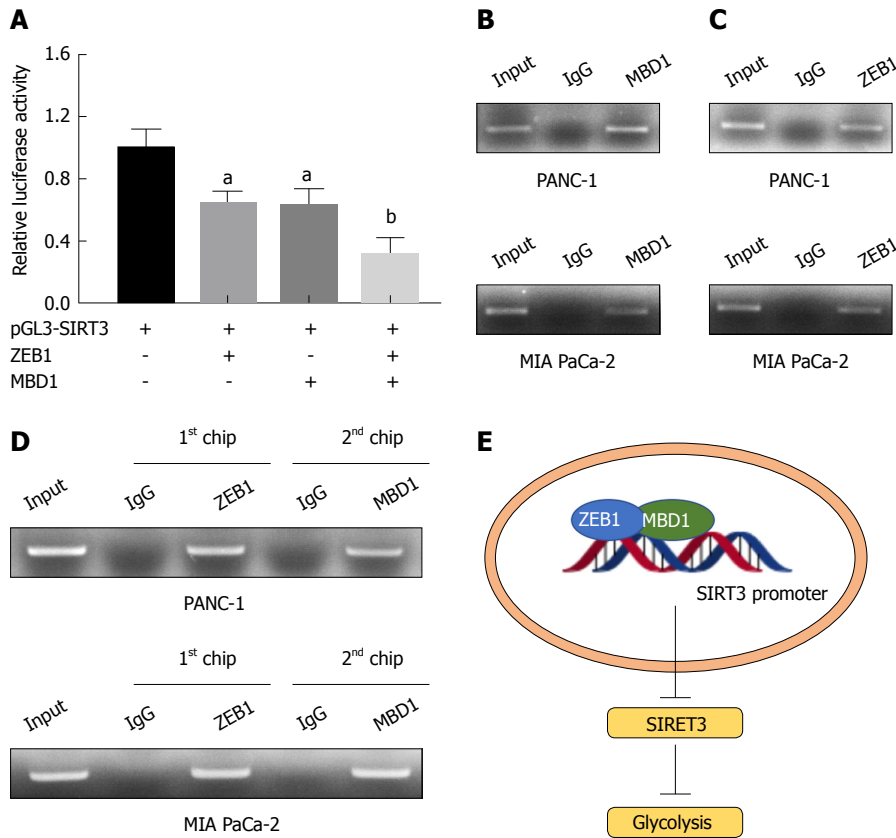 A
Relative luciferase activity
1.6
1.2
0.8
0.4
0.0
a
a
b
pGL3-SIRT3 + + + +
ZEB1 - + - +
MBD1 - - + +
B
Input IgG MBD1
PANC-1
Input IgG MBD1
MIA PaCa-2
C
Input IgG ZEB1
PANC-1
Input IgG ZEB1
MIA PaCa-2
D
1st chip 2nd chip
Input IgG ZEB1 IgG MBD1
PANC-1
1st chip 2nd chip
Input IgG ZEB1 IgG MBD1
MIA PaCa-2
E
ZEB1 MBD1
SIRT3 promoter
SIRET3
Glycolysis